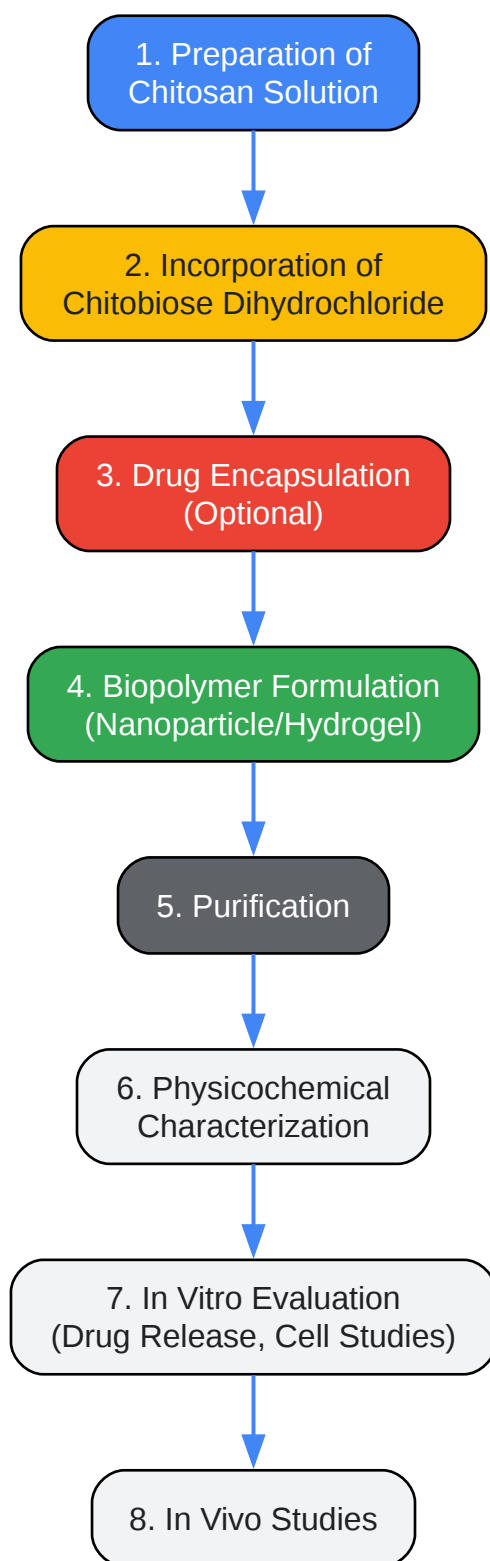 1. Preparation of
Chitosan Solution
2. Incorporation of
Chitobiose Dihydrochloride
3. Drug Encapsulation
(Optional)
4. Biopolymer Formulation
(Nanoparticle/Hydrogel)
5. Purification
6. Physicochemical
Characterization
7. In Vitro Evaluation
(Drug Release, Cell Studies)
8. In Vivo Studies